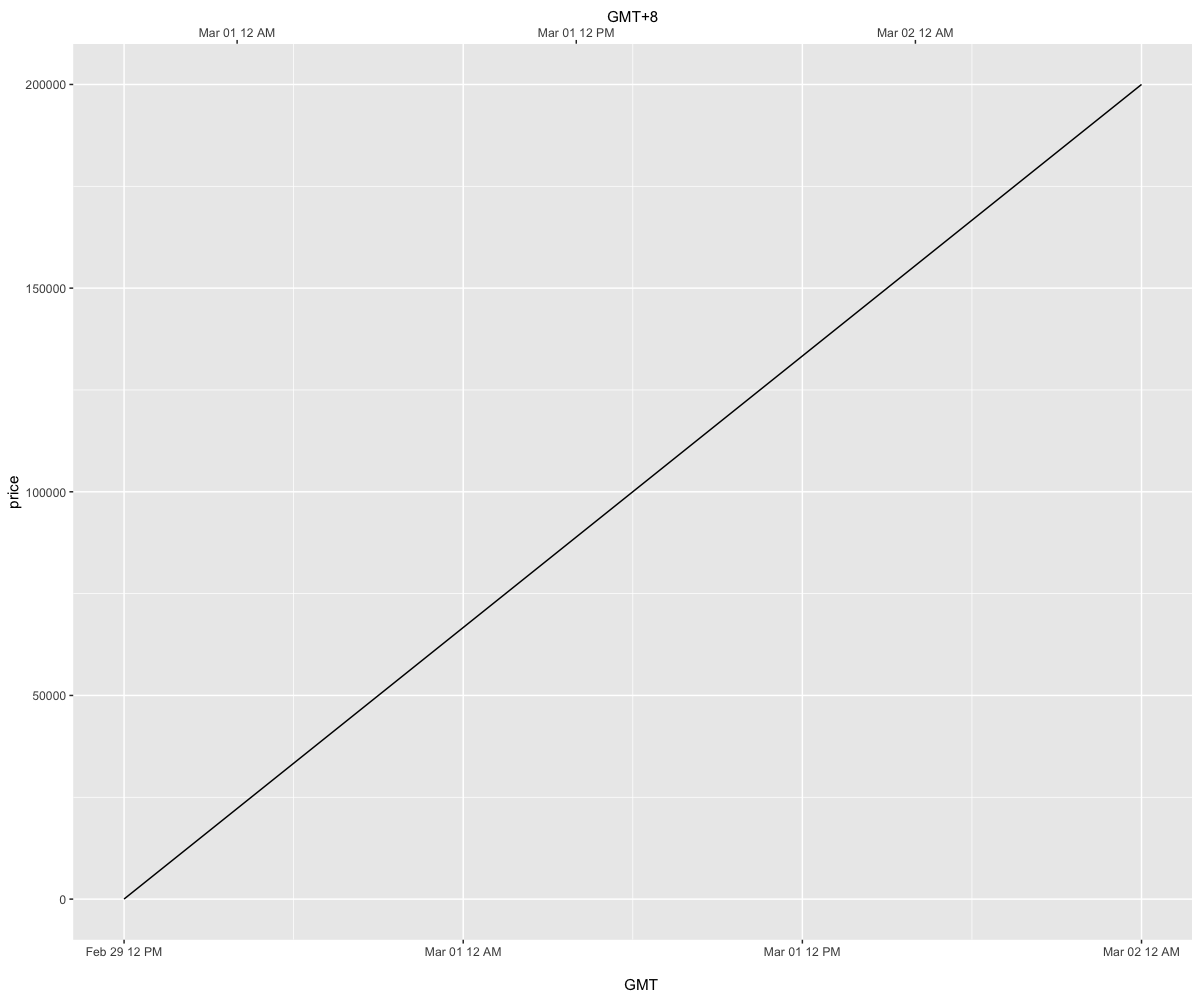 GMT+8
Mar 01 12 AM Mar 01 12 PM Mar 02 12 AM
200000
150000
price
100000
50000
0
Feb 29 12 PM Mar 01 12 AM Mar 01 12 PM Mar 02 12 AM
GMT